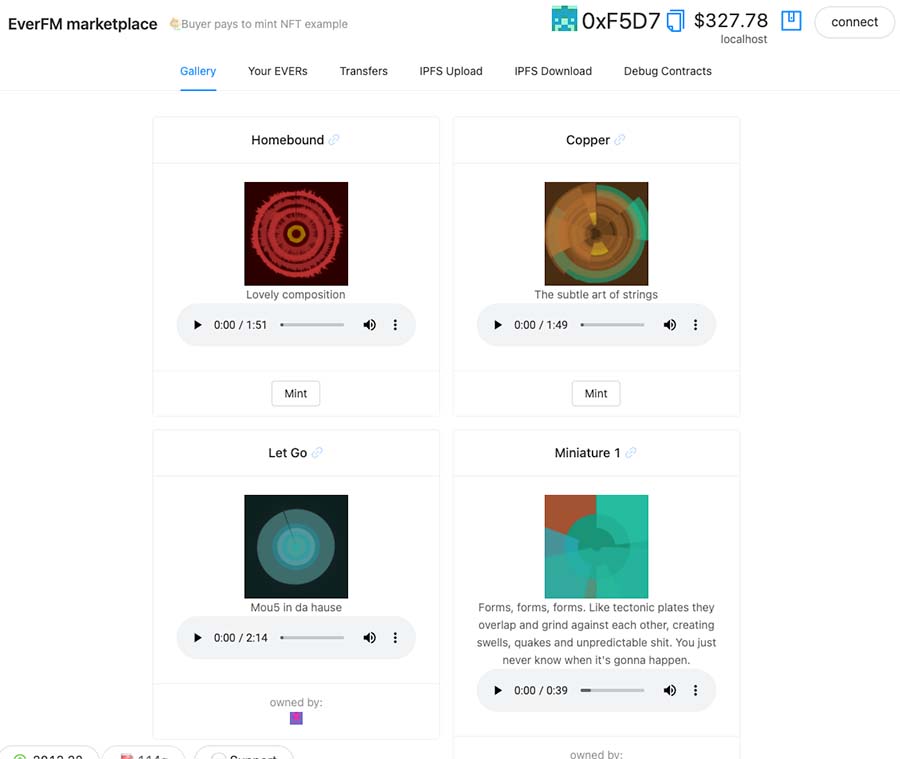 EverFM marketplace
Buyer pays to mint NFT example
0xF5D7
$327.78
localhost
connect
Gallery
Your EVERs
Transfers
IPFS Upload
IPFS Download
Debug Contracts
Homebound
Lovely composition
0:00 / 1:51
Mint
Copper
The subtle art of strings
0:00 / 1:49
Mint
Let Go
Mou5 in da hause
0:00 / 2:14
owned by:
Miniature 1
Forms, forms, forms. Like tectonic plates they
overlap and grind against each other, creating
swells, quakes and unpredictable shit. You just
never know when it's gonna happen.
0:00 / 0:39
owned by:
Support